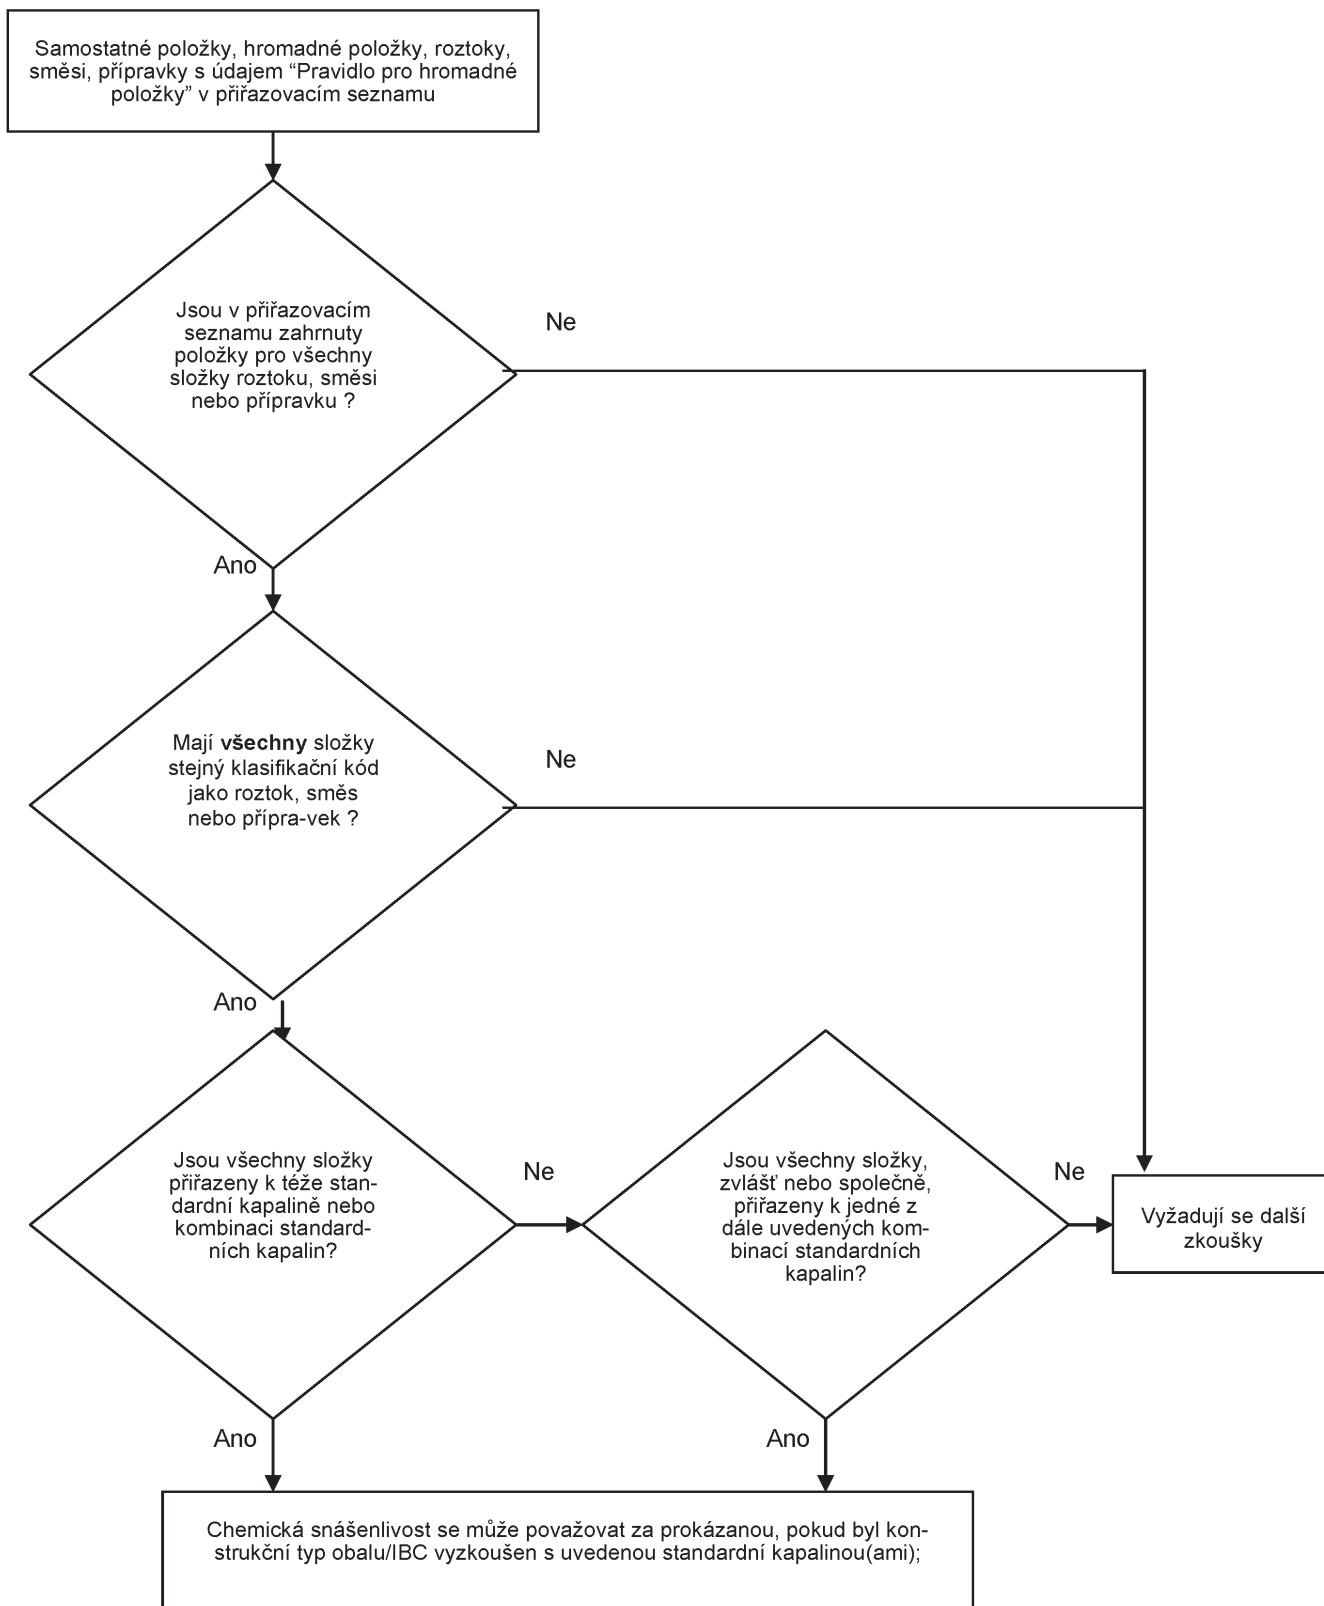 Samostatné položky, hromadné položky, roztoky,
směsi, přípravky s údajem “Pravidlo pro hromadné
položky” v přiřazovacím seznamu
Jsou v přiřazovacím
seznamu zahrnuty
položky pro všechny
složky roztoku, směsi
nebo přípravku ?
Ne
Ano
Mají všechny složky
stejný klasifikační kód
jako roztok, směs
nebo přípra-vek ?
Ne
Ano
Jsou všechny složky
přiřazeny k téže stan-
dardní kapalině nebo
kombinaci standard-
ních kapalin?
Ne
Jsou všechny složky,
zvlášť nebo společně,
přiřazeny k jedné z
dále uvedených kom-
binací standardních
kapalin?
Ne
Vyžadují se další
zkoušky
Ano
Ano
Chemická snášenlivost se může považovat za prokázanou, pokud byl kon-
strukční typ obalu/IBC vyzkoušen s uvedenou standardní kapalinou(ami);